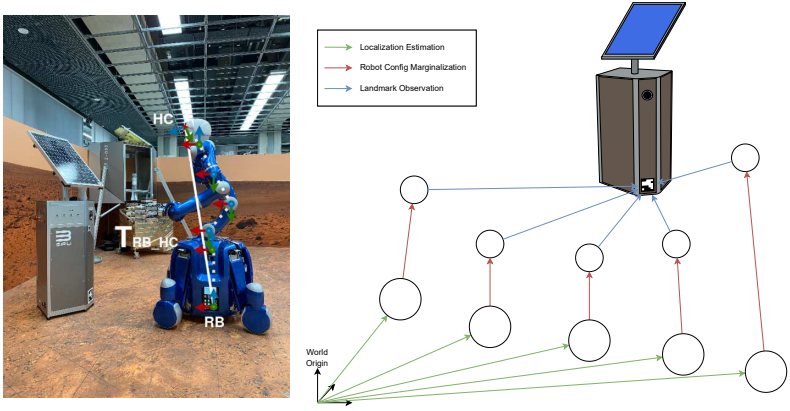 HC
T RB HC
RB
Localization Estimation
Robot Config Marginalization
Landmark Observation
World
Origin